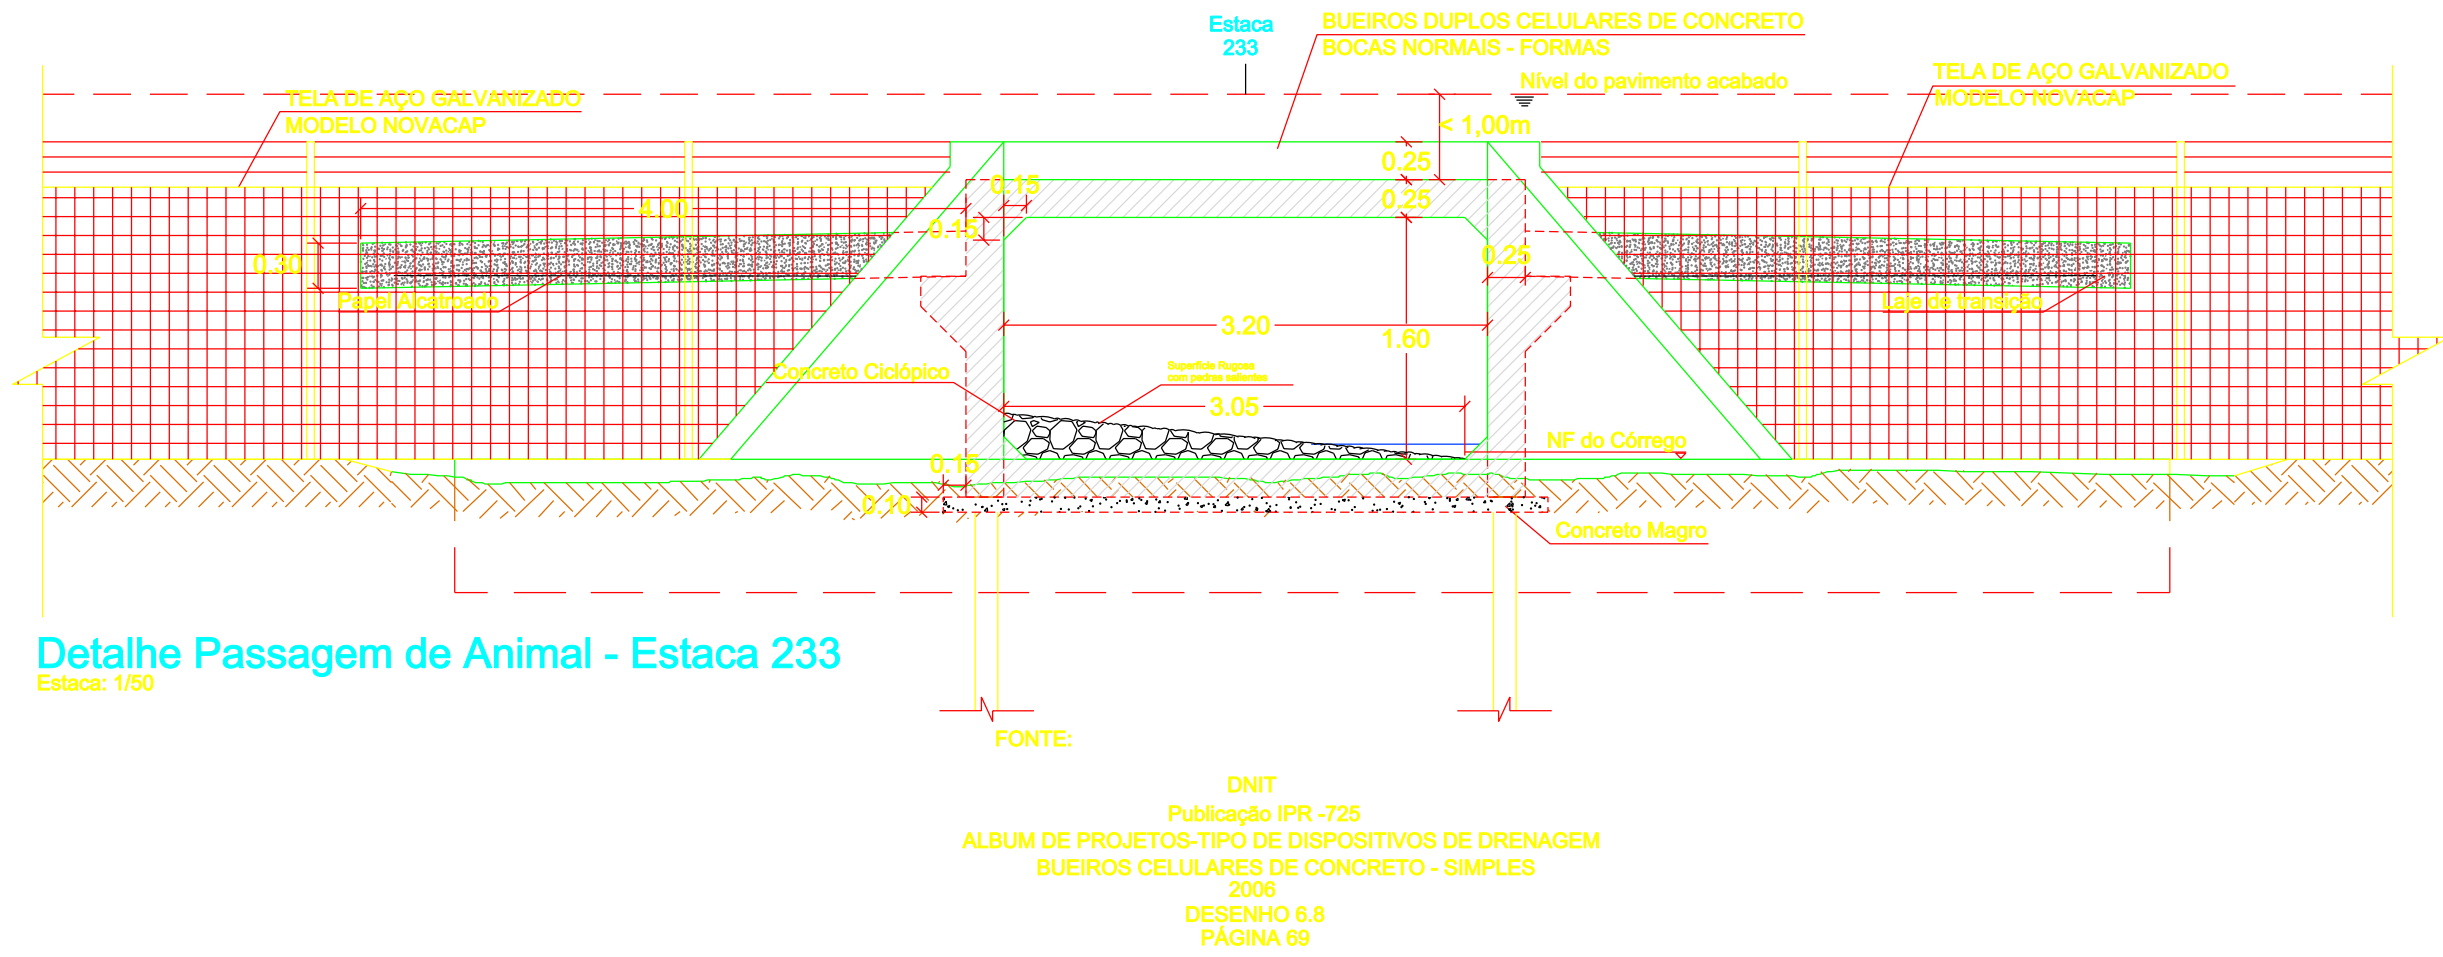 Estaca
233
BUEIROS DUPLOS CELULARES DE CONCRETO
BOCAS NORMAIS - FORMAS
Nível do pavimento acabado
TELA DE AÇO GALVANIZADO
MODELO NOVACAP
TELA DE AÇO GALVANIZADO
MODELO NOVACAP
< 1,00m
0.25
0.15
0.25
4.00
0.15
0.30
0.25
Papel Alcatroado
Laje de transição
3.20
1.60
Concreto Ciclópico
Superfície Rugosa
com pedras salientes
3.05
NF do Córrego
0.15
0.10
Concreto Magro
Detalhe Passagem de Animal - Estaca 233
Estaca: 1/50
FONTE:
DNIT
Publicação IPR -725
ALBUM DE PROJETOS-TIPO DE DISPOSITIVOS DE DRENAGEM
BUEIROS CELULARES DE CONCRETO - SIMPLES
2006
DESENHO 6.8
PÁGINA 69